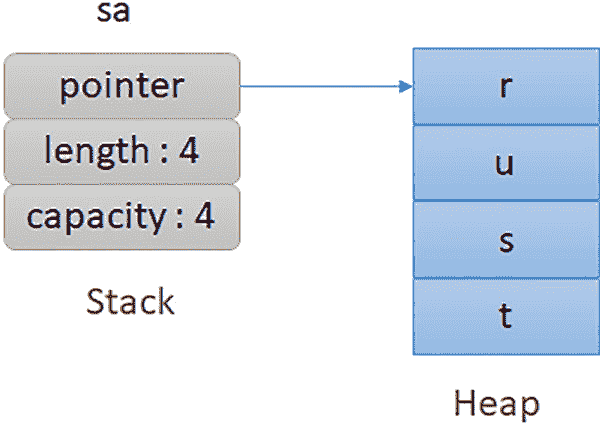 sa
pointer
length : 4
capacity : 4
Stack
r
u
s
t
Heap